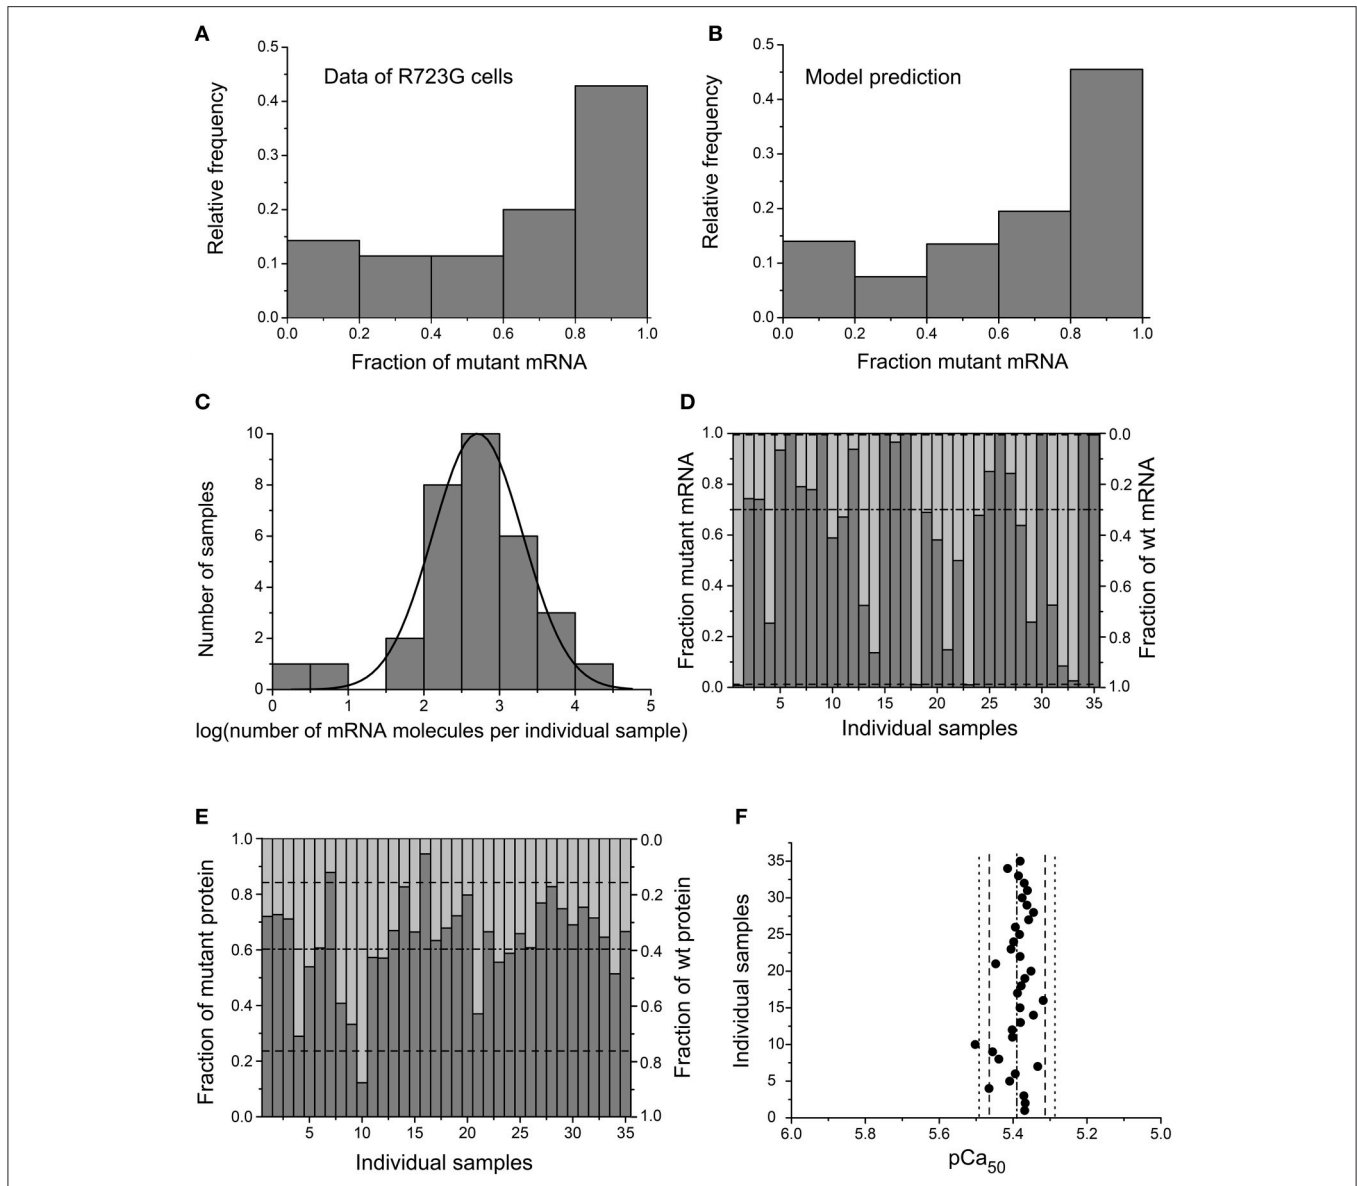 A
Data of R723G cells
Relative frequency
0.5
0.4
0.3
0.2
0.1
0.0
0.0 0.2 0.4 0.6 0.8 1.0
Fraction of mutant mRNA
B
Model prediction
Relative frequency
0.5
0.4
0.3
0.2
0.1
0.0
0.0 0.2 0.4 0.6 0.8 1.0
Fraction mutant mRNA
C
Number of samples
10
8
6
4
2
0
0 1 2 3 4 5
log(number of mRNA molecules per individual sample)
D
Fraction mutant mRNA
1.0
0.8
0.6
0.4
0.2
0.0
0.0
0.2
0.4
0.6
0.8
1.0
Fraction of wt mRNA
5 10 15 20 25 30 35
Individual samples
E
Fraction of mutant protein
1.0
0.8
0.6
0.4
0.2
0.0
0.0
0.2
0.4
0.6
0.8
1.0
Fraction of wt protein
5 10 15 20 25 30 35
Individual samples
F
Individual samples
35
30
25
20
15
10
5
0
6.0 5.8 5.6 5.4 5.2 5.0
pCa50